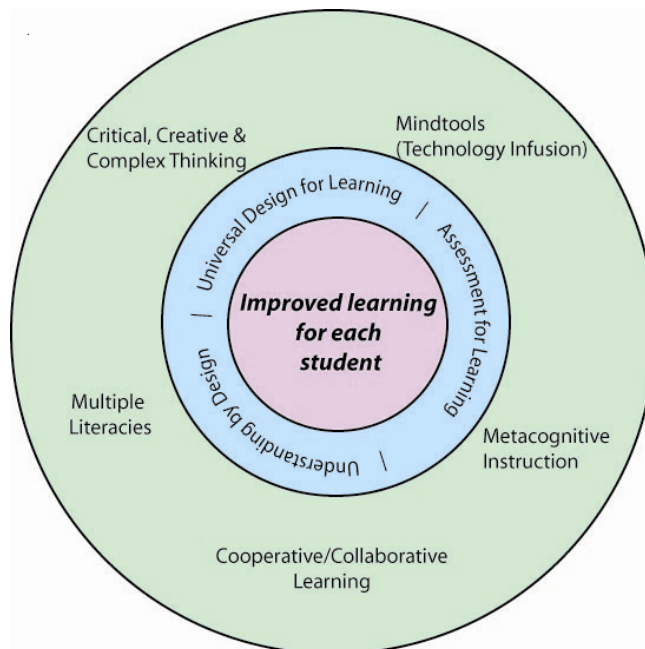 Critical, Creative &
Complex Thinking
Mindtools
(Technology Infusion)
Universal Design for Learning |
Assessment for Learning
| Understanding by Design |
Improved learning
for each
student
Multiple
Literacies
Metacognitive
Instruction
Cooperative/Collaborative
Learning